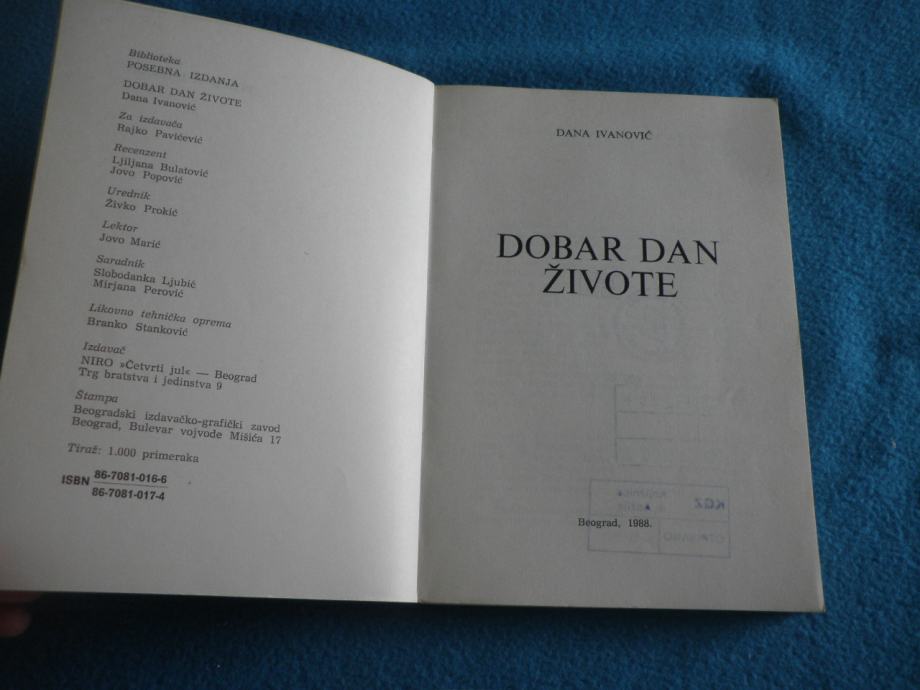 Biblioteka
POSEBNA IZDANJA
DOBAR DAN ŽIVOTE
Dana Ivanović
Za izdavača
Rajko Pavićević
Recenzent
Ljiljana Bulatović
Jovo Popović
Urednik
Živko Prokić
Lektor
Jovo Marić
Saradnik
Slobodanka Ljubić
Mirjana Perović
Likovno tehnička oprema
Branko Stanković
Izdavač
NIRO »Četvrti jul« — Beograd
Trg bratstva i jedinstva 9
Štampa
Beogradski izdavačko-grafički zavod
Beograd, Bulevar vojvode Mišića 17
Tiraž: 1.000 primeraka
ISBN 86-7081-016-6
86-7081-017-4
DANA IVANOVIĆ
DOBAR DAN
ŽIVOTE
KGZ
Beograd, 1988.